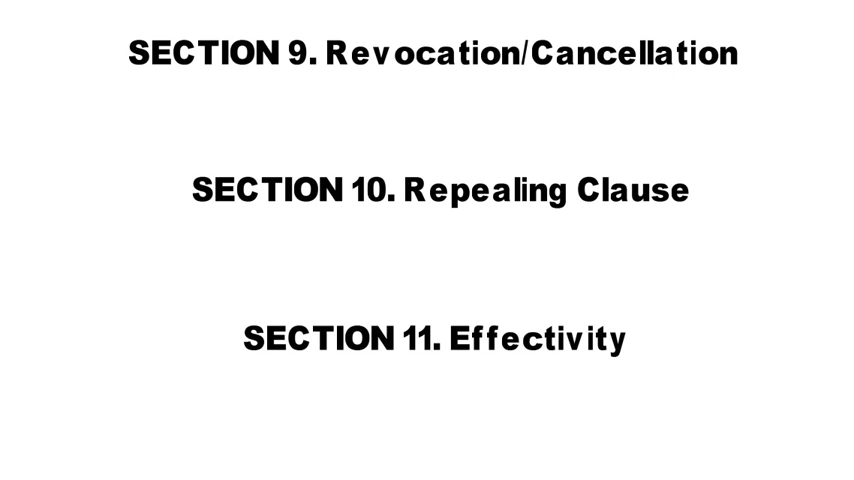 SECTION 9. Revocation/Cancellation
SECTION 10. Repealing Clause
SECTION 11. Effectivity